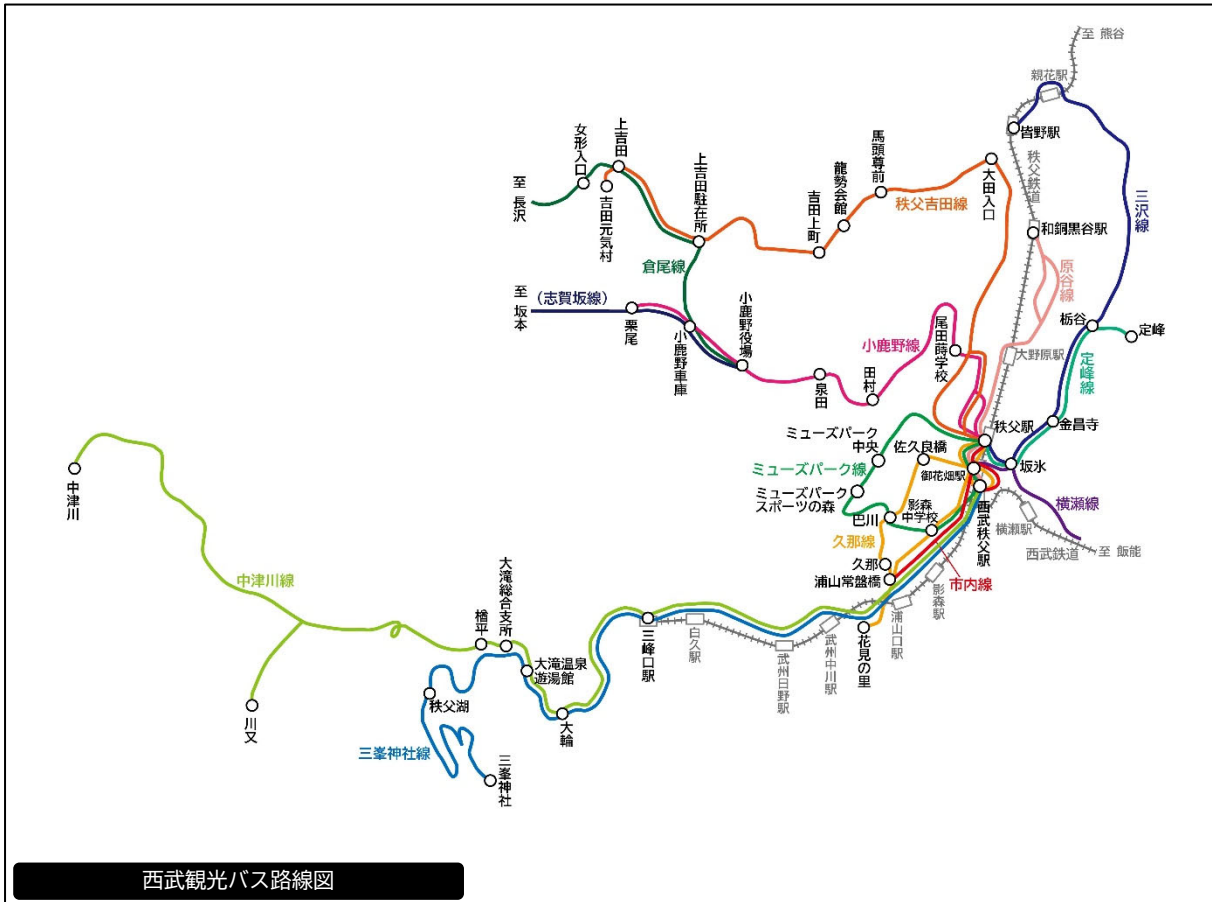 至 熊谷
親花駅
皆野駅
秩父鉄道
三沢線
大田入口
馬頭尊前
龍勢会館
吉田上町
秩父吉田線
上吉田
女形入口
上吉田駐在所
至 長沢
吉田元気村
倉尾線
和銅黒谷駅
原谷線
至 坂本
(志賀坂線)
栗尾
小鹿野車庫
小鹿野役場
小鹿野線
尾田蒔学校
泉田
田村
大野原駅
栃谷
定峰
定峰線
金昌寺
秩父駅
坂氷
御花畑駅
西武秩父駅
横瀬線
横瀬駅
西武鉄道
至 飯能
ミューズパーク
中央
佐久良橋
ミューズパーク線
ミューズパーク
スポーツの森
巴川
影森
中学校
久那線
久那
浦山常盤橋
市内線
影森駅
浦山口駅
花見の里
武州中川駅
武州日野駅
白久駅
三峰口駅
中津川
中津川線
大滝総合支所
楢平
大滝温泉
遊湯館
大輪
川又
秩父湖
三峯神社線
三峯神社
西武観光バス路線図